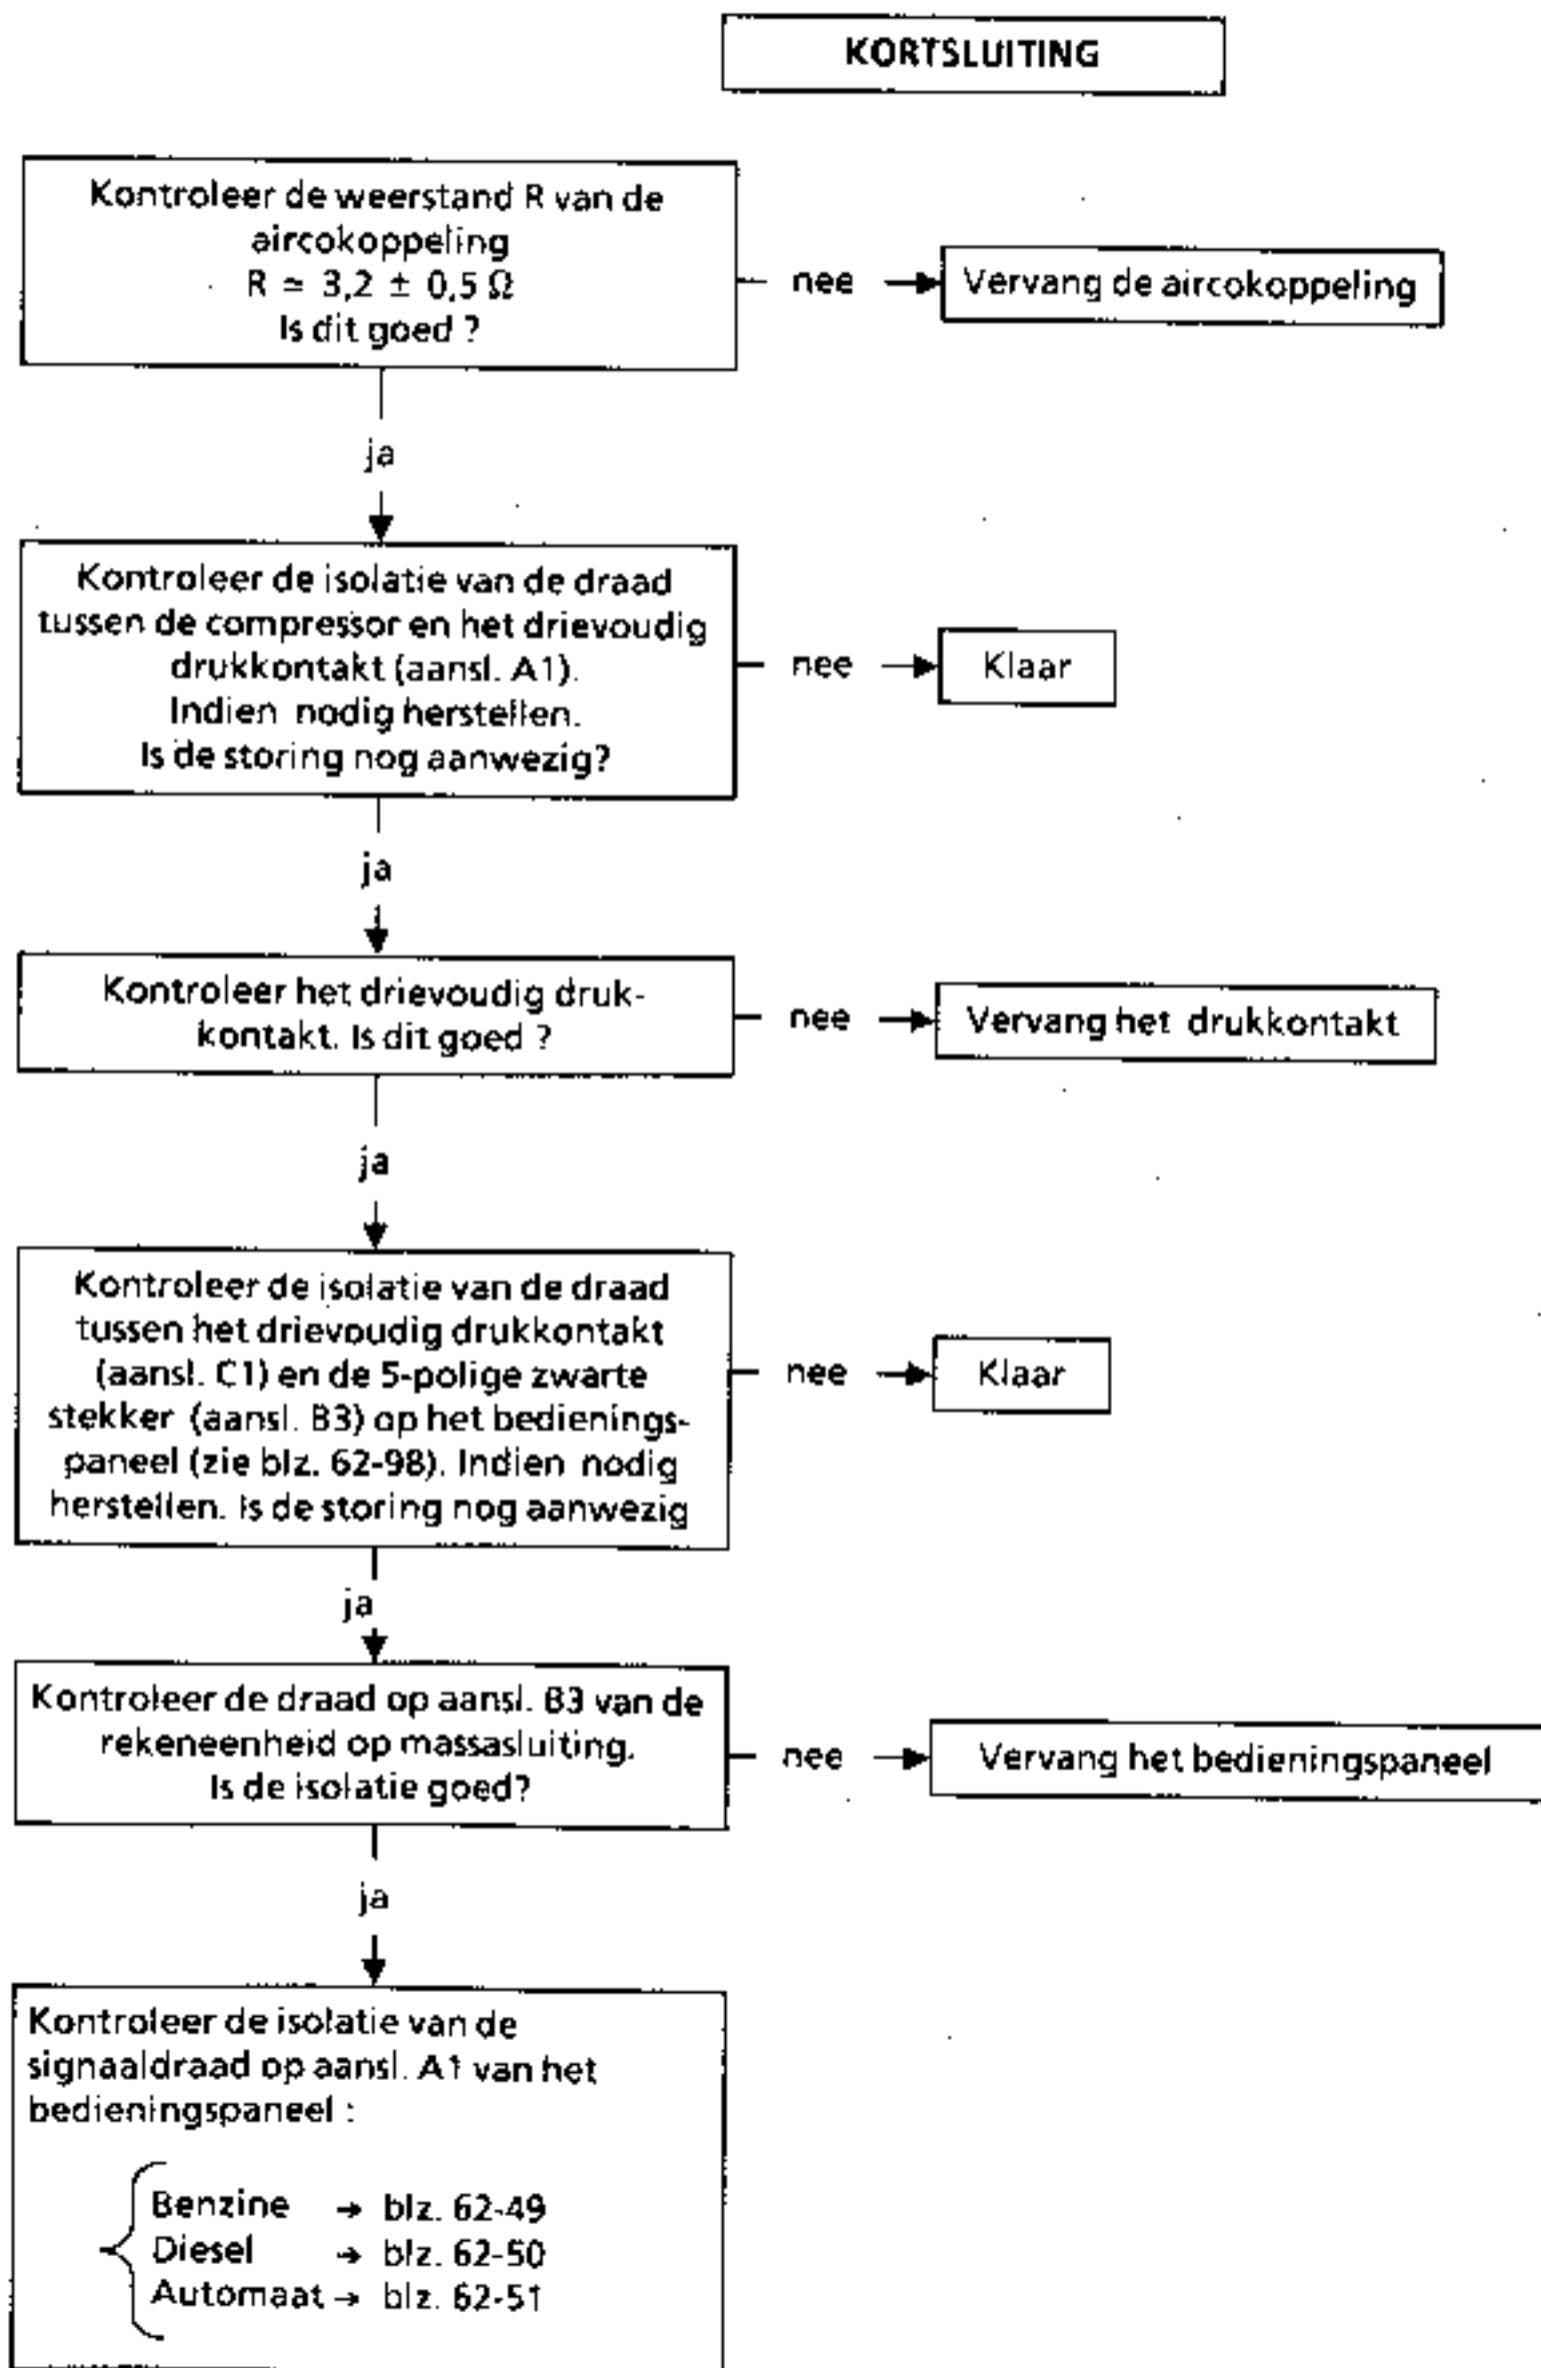 KORTSLUITING
Kontroleer de weerstand R van de
aircokoppeling
R = 3,2 ± 0,5 Ω
Is dit goed ?
nee
Vervang de aircokoppeling
ja
Kontroleer de isolatie van de draad
tussen de compressor en het drievoudig
drukkontakt (aansl. A1).
Indien nodig herstellen.
Is de storing nog aanwezig?
nee
Klaar
ja
Kontroleer het drievoudig druk-
kontakt. Is dit goed ?
nee
Vervang het drukkontakt
ja
Kontroleer de isolatie van de draad
tussen het drievoudig drukkontakt
(aansl. C1) en de 5-polige zwarte
stekker (aansl. B3) op het bedienings-
paneel (zie blz. 62-98). Indien nodig
herstellen. Is de storing nog aanwezig
nee
Klaar
ja
Kontroleer de draad op aansl. B3 van de
rekeneenheid op massasluiting.
Is de isolatie goed?
nee
Vervang het bedieningspaneel
ja
Kontroleer de isolatie van de
signaaldraad op aansl. A1 van het
bedieningspaneel :
Benzine → blz. 62-49
Diesel → blz. 62-50
Automaat → blz. 62-51